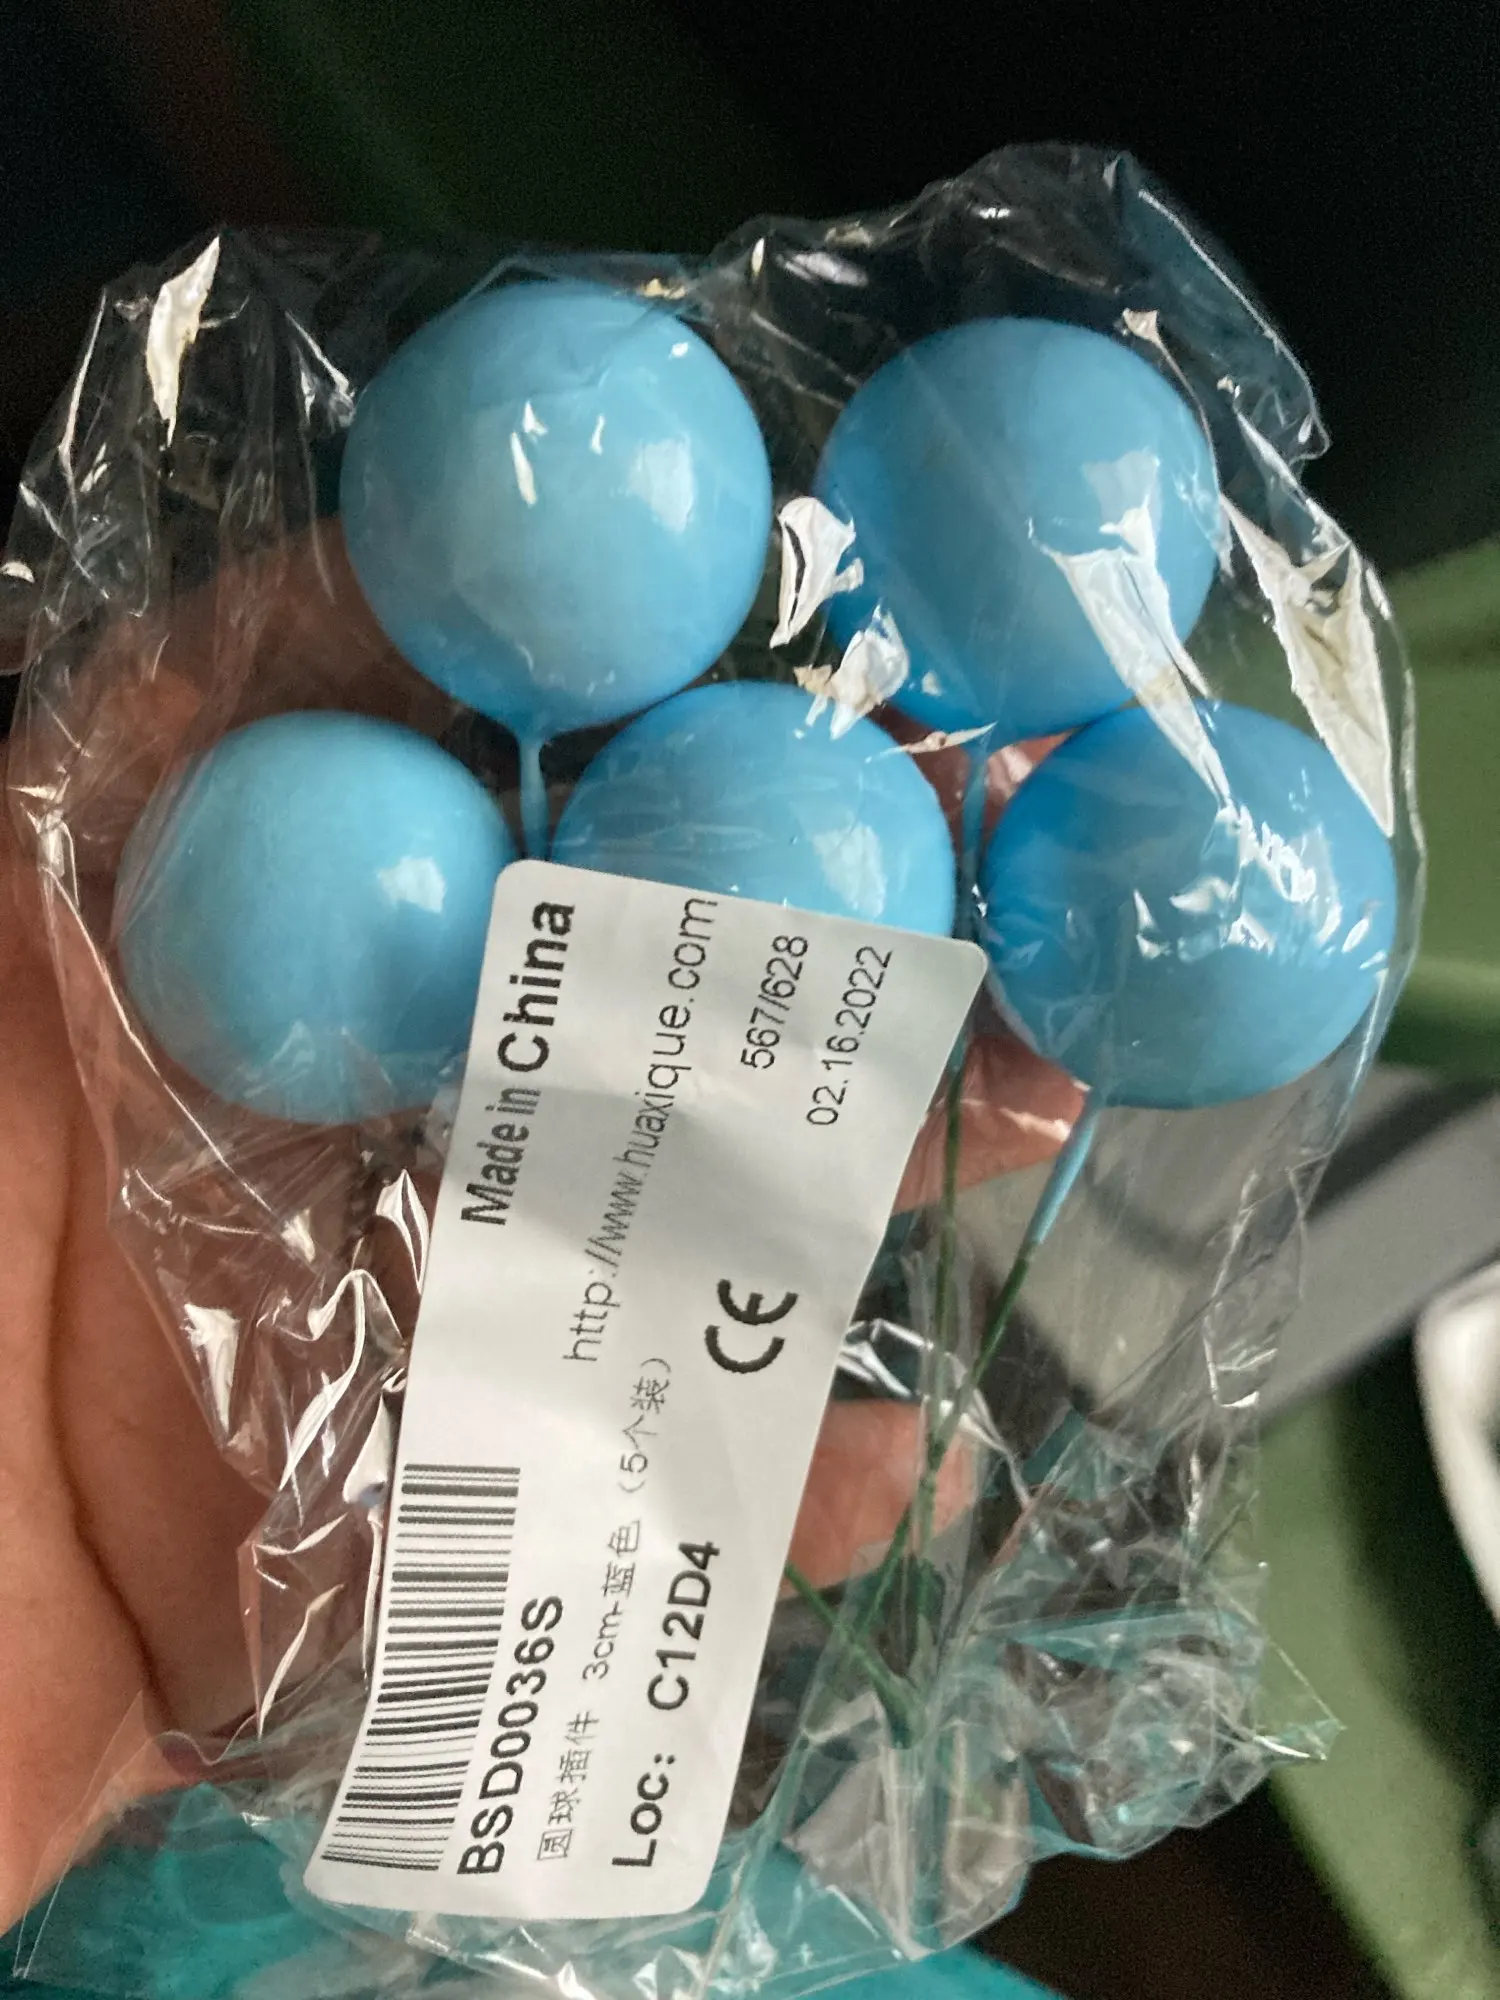 Made in China
http://www.huaxique.com
567/628
02.16.2022
CE
BSD0036S
圆球插件 3cm-蓝色（5个装）
Loc: C12D4